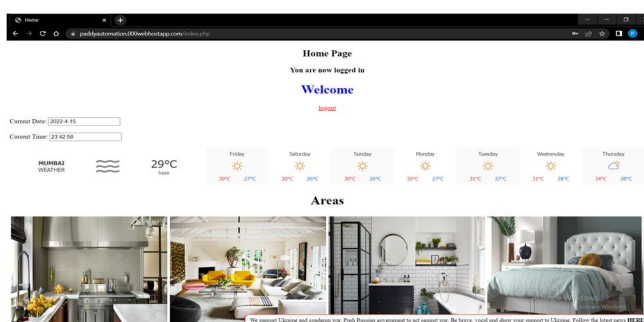 Home
paddyautomation.000webhostapp.com/index.php
Home Page
You are now logged in
Welcome
logout
Current Date: 2022-4-15
Current Time: 23:42:58
MUMBAI
WEATHER
29°C
haze
Friday
30°C 27°C
Saturday
30°C 26°C
Sunday
30°C 26°C
Monday
30°C 27°C
Tuesday
31°C 27°C
Wednesday
31°C 28°C
Thursday
34°C 28°C
Areas
We support Ukraine and condemn war. Push Russian government to act against war. Be brave, vocal and show your support to Ukraine. Follow the latest news HERE